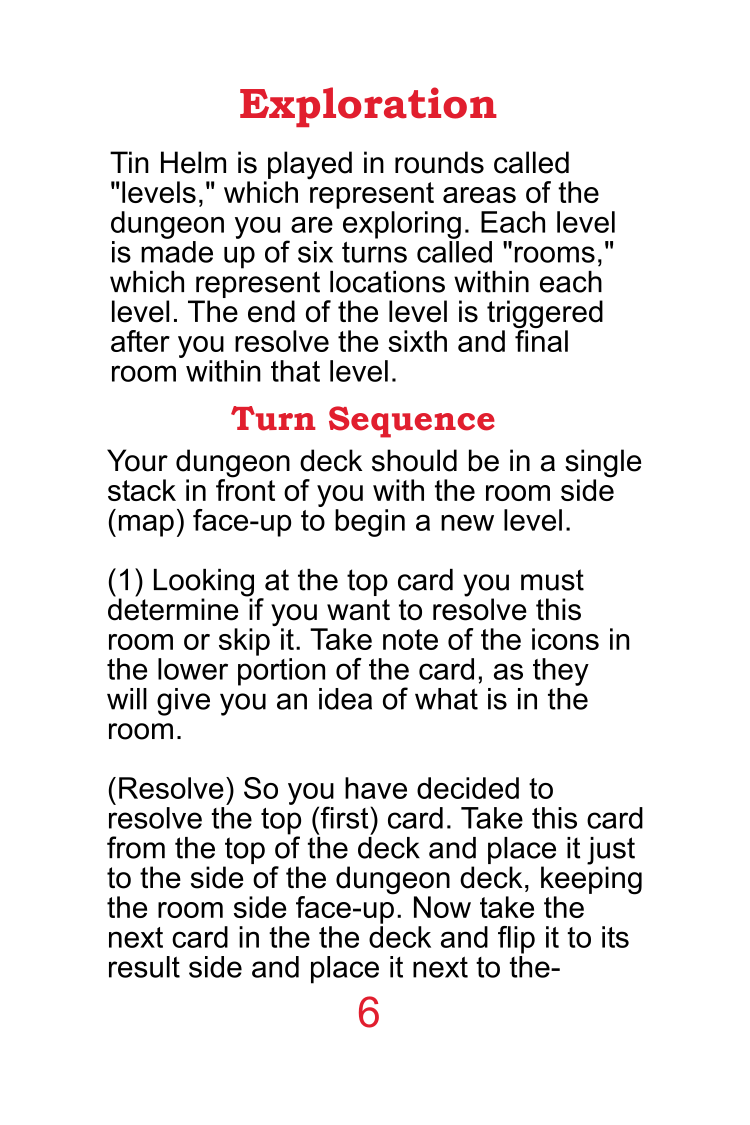 Exploration
Tin Helm is played in rounds called
"levels," which represent areas of the
dungeon you are exploring. Each level
is made up of six turns called "rooms,"
which represent locations within each
level. The end of the level is triggered
after you resolve the sixth and final
room within that level.
Turn Sequence
Your dungeon deck should be in a single
stack in front of you with the room side
(map) face-up to begin a new level.
(1) Looking at the top card you must
determine if you want to resolve this
room or skip it. Take note of the icons in
the lower portion of the card, as they
will give you an idea of what is in the
room.
(Resolve) So you have decided to
resolve the top (first) card. Take this card
from the top of the deck and place it just
to the side of the dungeon deck, keeping
the room side face-up. Now take the
next card in the the deck and flip it to its
result side and place it next to the-
6